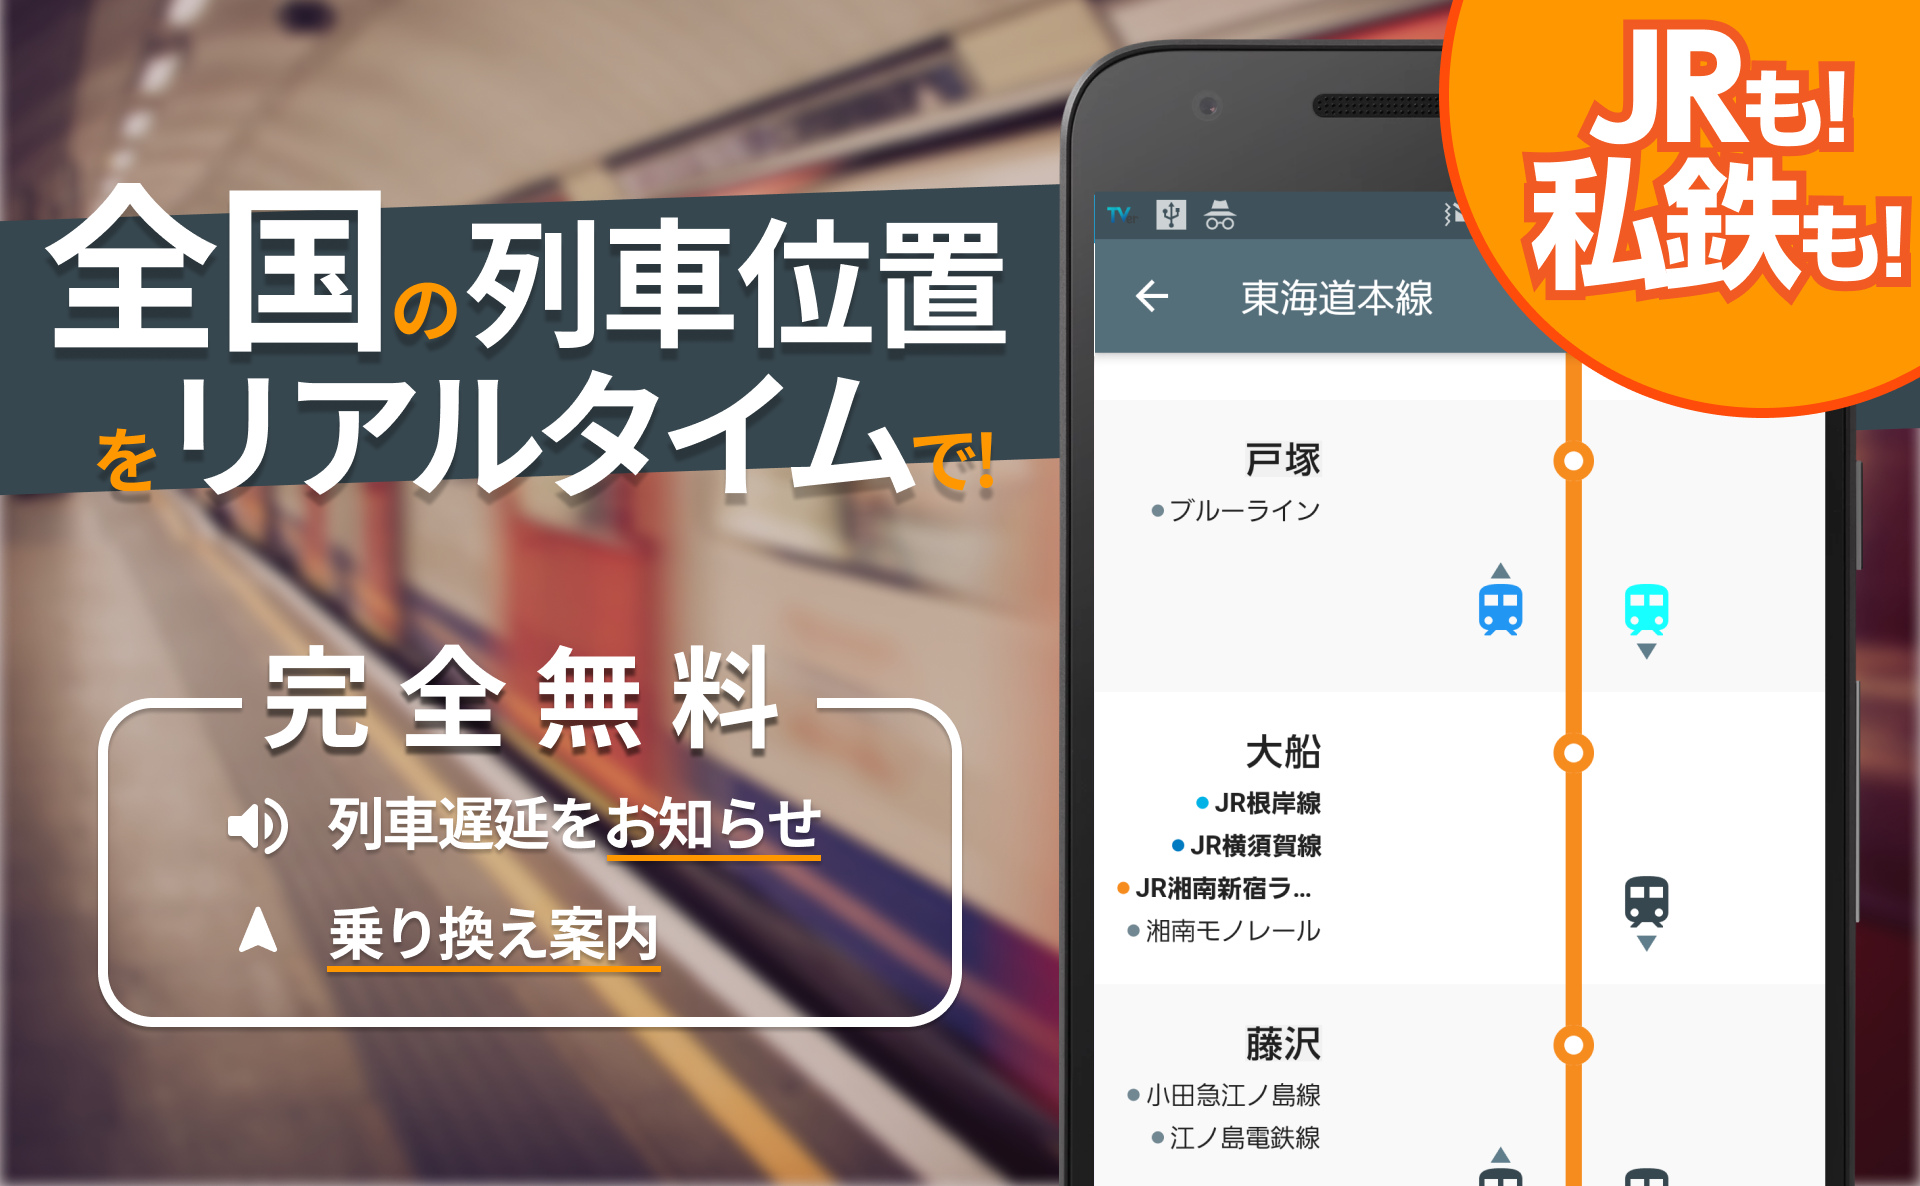 全国の列車位置
をリアルタイムで!
完全無料
列車遅延をお知らせ
乗り換え案内
JRも!
私鉄も!
TV
東海道本線
戸塚
ブルーライン
大船
JR根岸線
JR横須賀線
JR湘南新宿ラ...
湘南モノレール
藤沢
小田急江ノ島線
江ノ島電鉄線